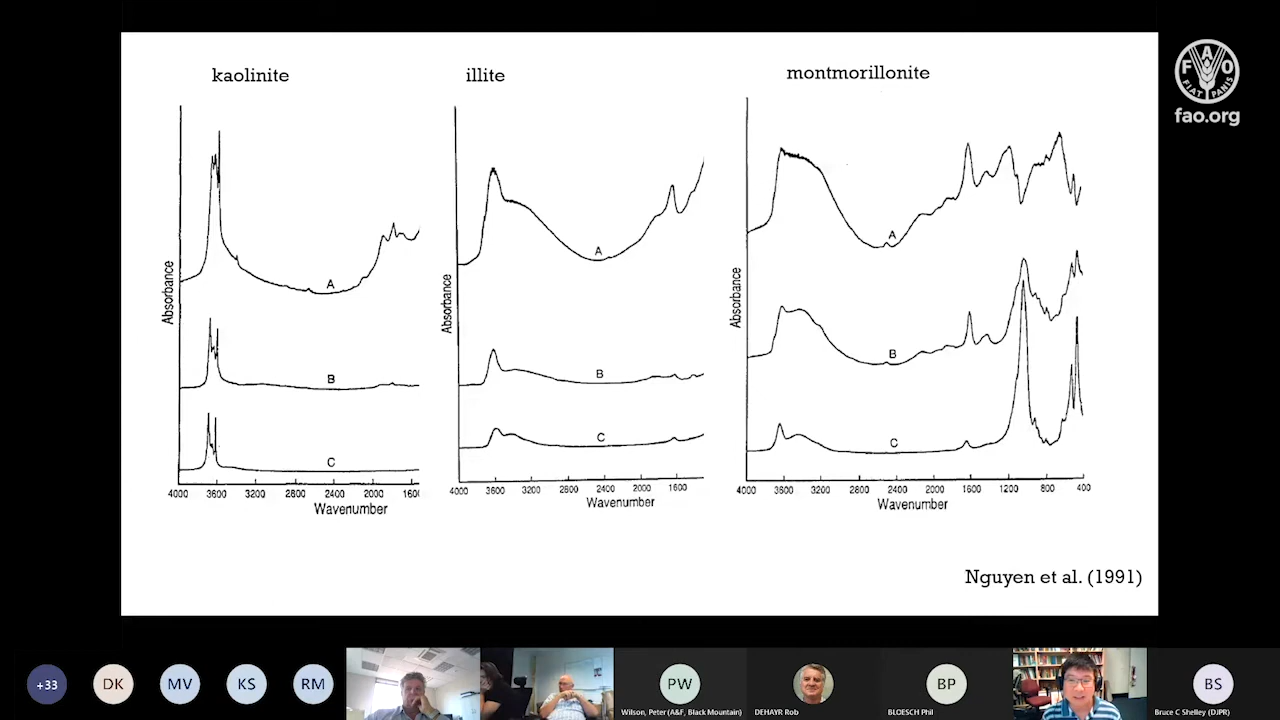 kaolinite
illite
montmorillonite
FAO
FIAT PANIS
fao.org
Absorbance
A
B
C
4000 3600 3200 2800 2400 2000 1600
Wavenumber
Absorbance
A
B
C
4000 3600 3200 2800 2400 2000 1600
Wavenumber
Absorbance
A
B
C
4000 3600 3200 2800 2400 2000 1600 1200 800 400
Wavenumber
Nguyen et al. (1991)
+33
DK
MV
KS
RM
PW
BP
BS
Wilson, Peter (A&F, Black Mountain)
DEHAYR Rob
BLOESCH Phil
Bruce C Shelley (DJPR)